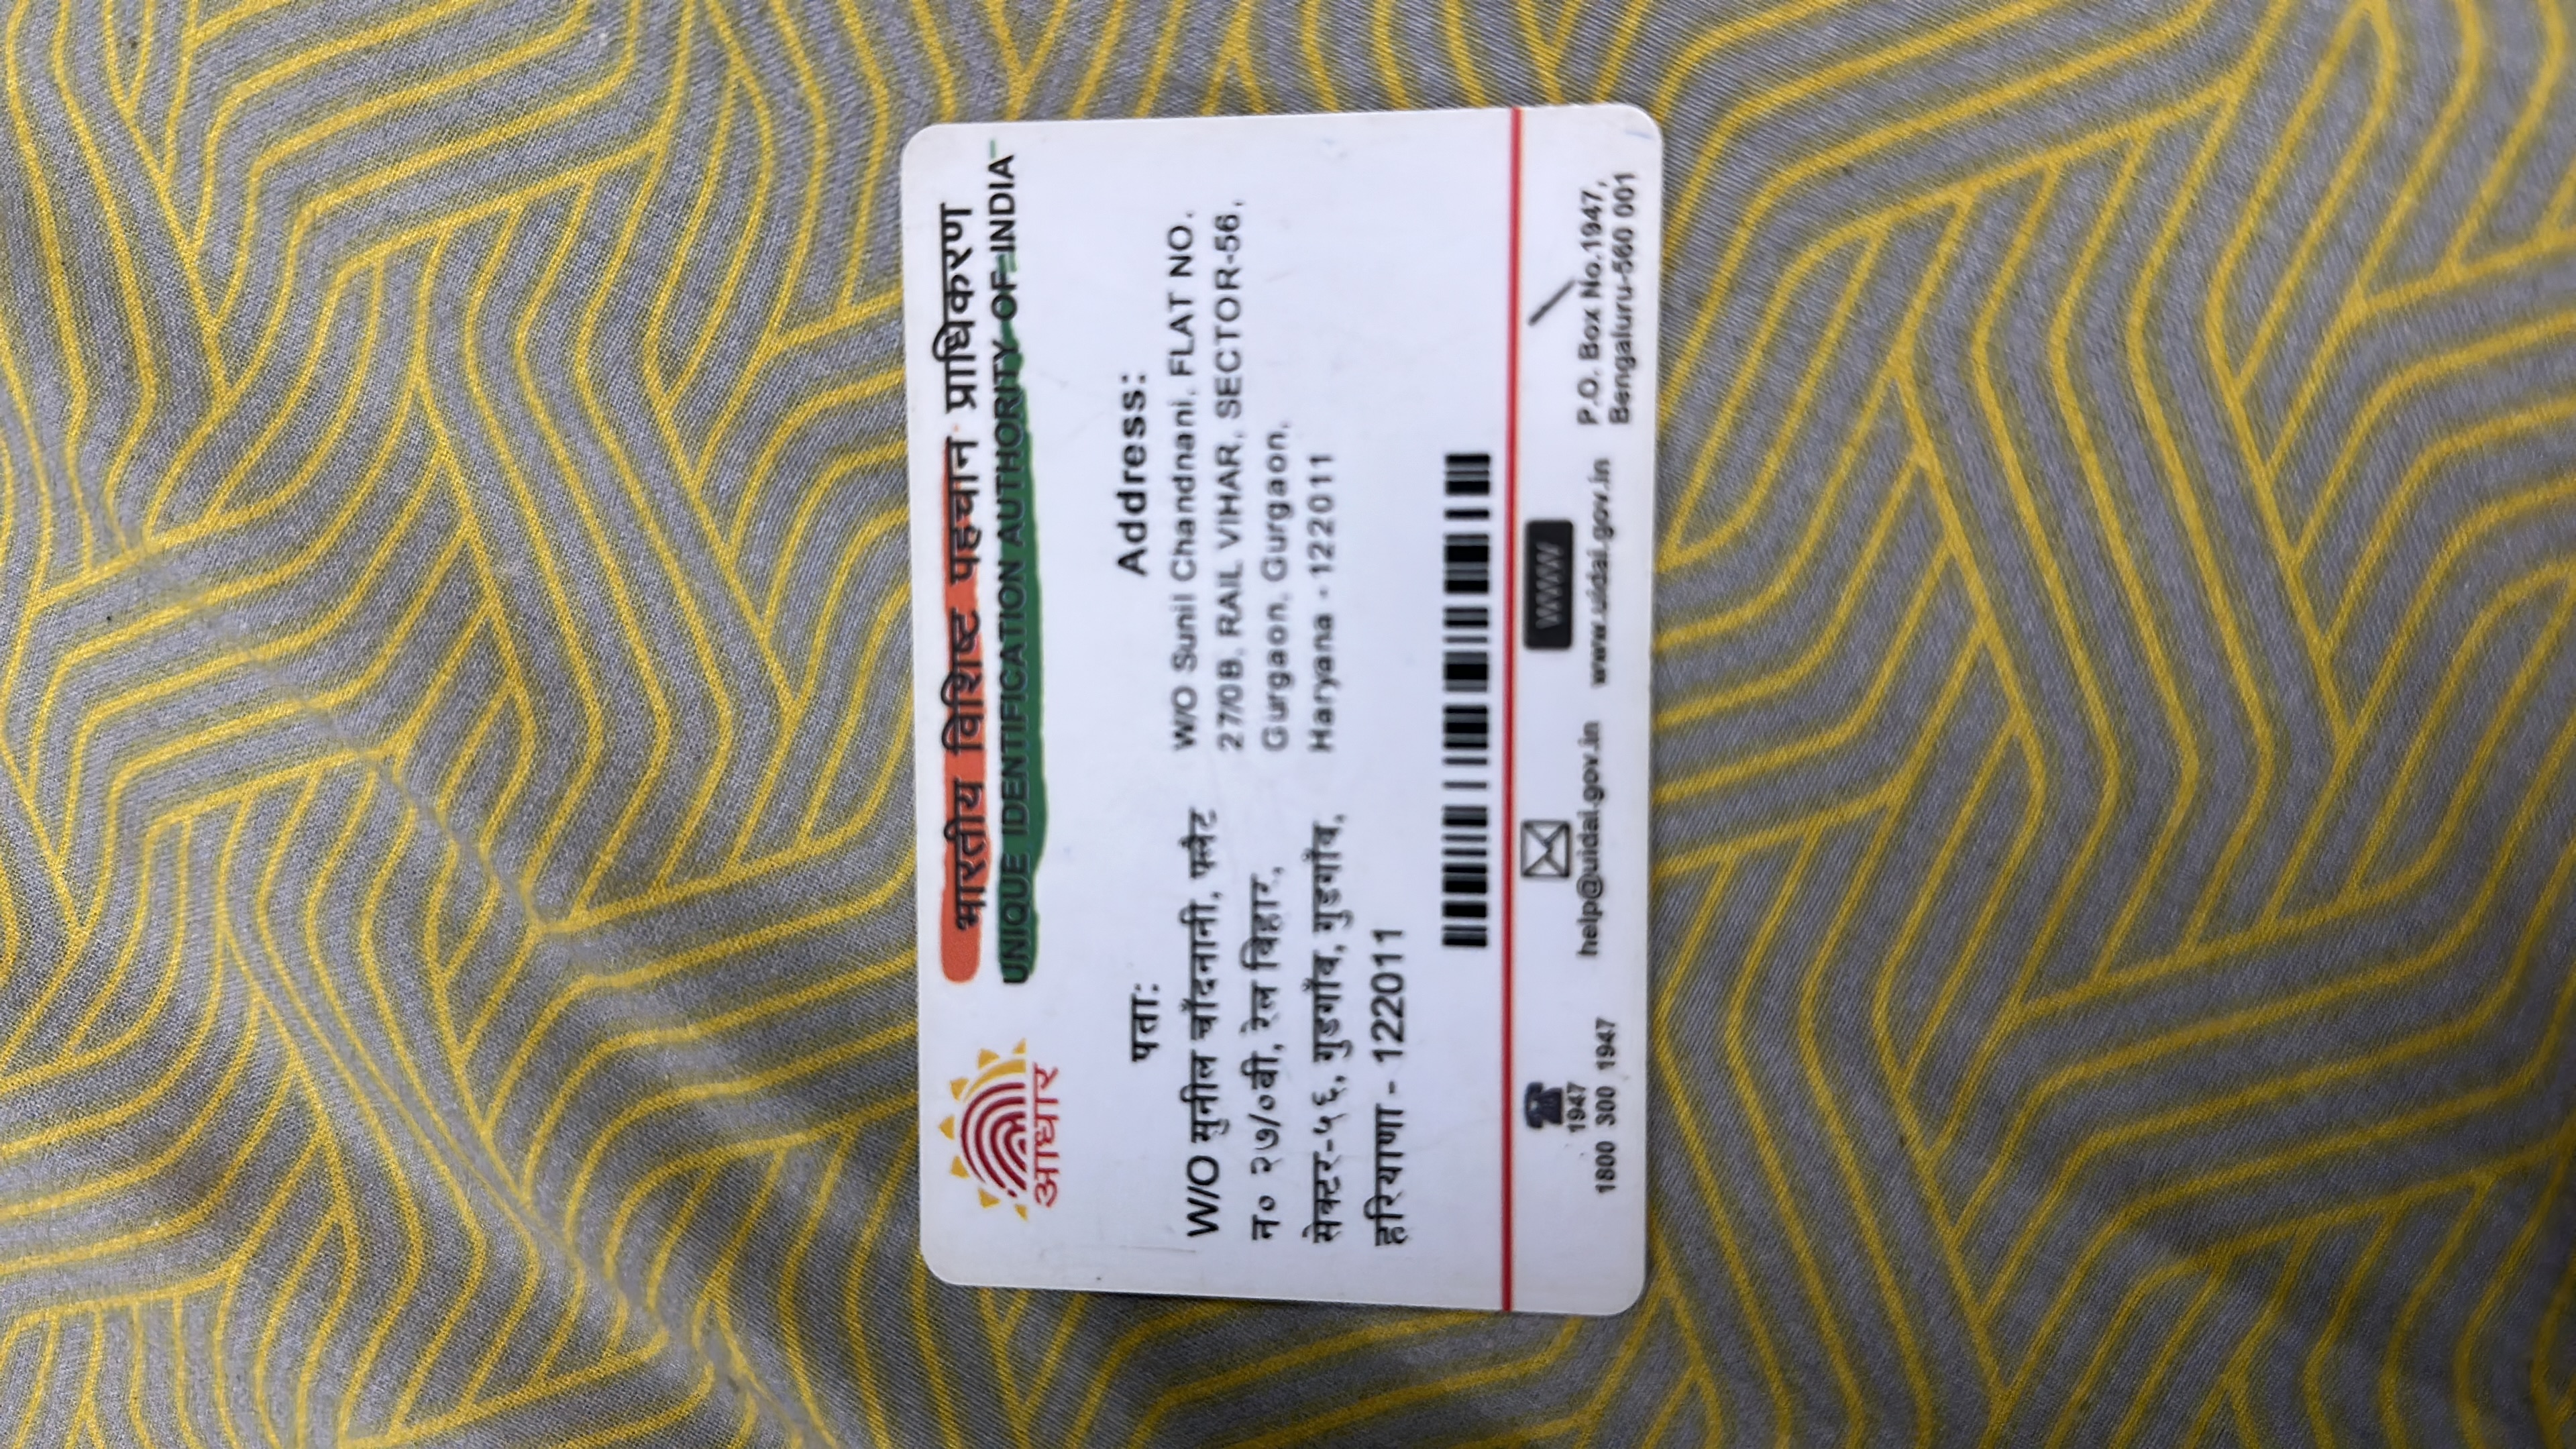 आधार
भारतीय विशिष्ट पहचान प्राधिकरण
UNIQUE IDENTIFICATION AUTHORITY OF INDIA
पता:
W/O सुनील चाँदनानी, फ्लैट
न० २७/०बी, रेल विहार,
सेक्टर-५६, गुडगाँव, गुडगाँव,
हरियाणा - 122011
Address:
W/O Sunil Chandnani, FLAT NO.
27/0B, RAIL VIHAR, SECTOR-56,
Gurgaon, Gurgaon,
Haryana - 122011
1947
1800 300 1947
help@uidai.gov.in
WWW
www.uidai.gov.in
P.O. Box No.1947,
Bengaluru-560 001